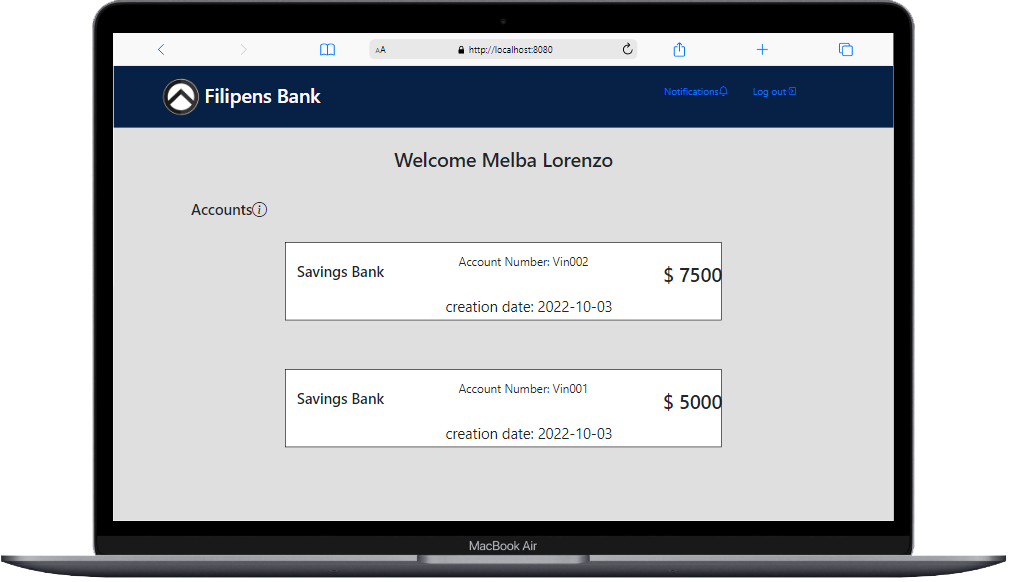 AA http://localhost:8080
Filipens Bank
Notifications Log out
Welcome Melba Lorenzo
Accounts
Savings Bank
Account Number: Vin002
$ 7500
creation date: 2022-10-03
Savings Bank
Account Number: Vin001
$ 5000
creation date: 2022-10-03
MacBook Air